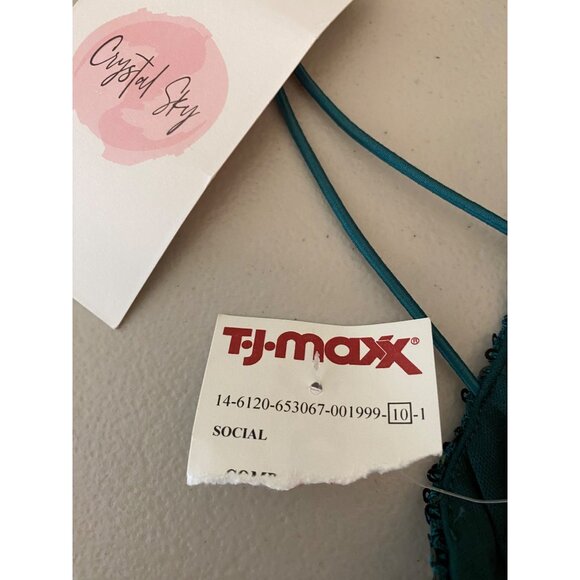 Crystal Sky
T·J·maxx®
14-6120-653067-001999-10-1
SOCIAL